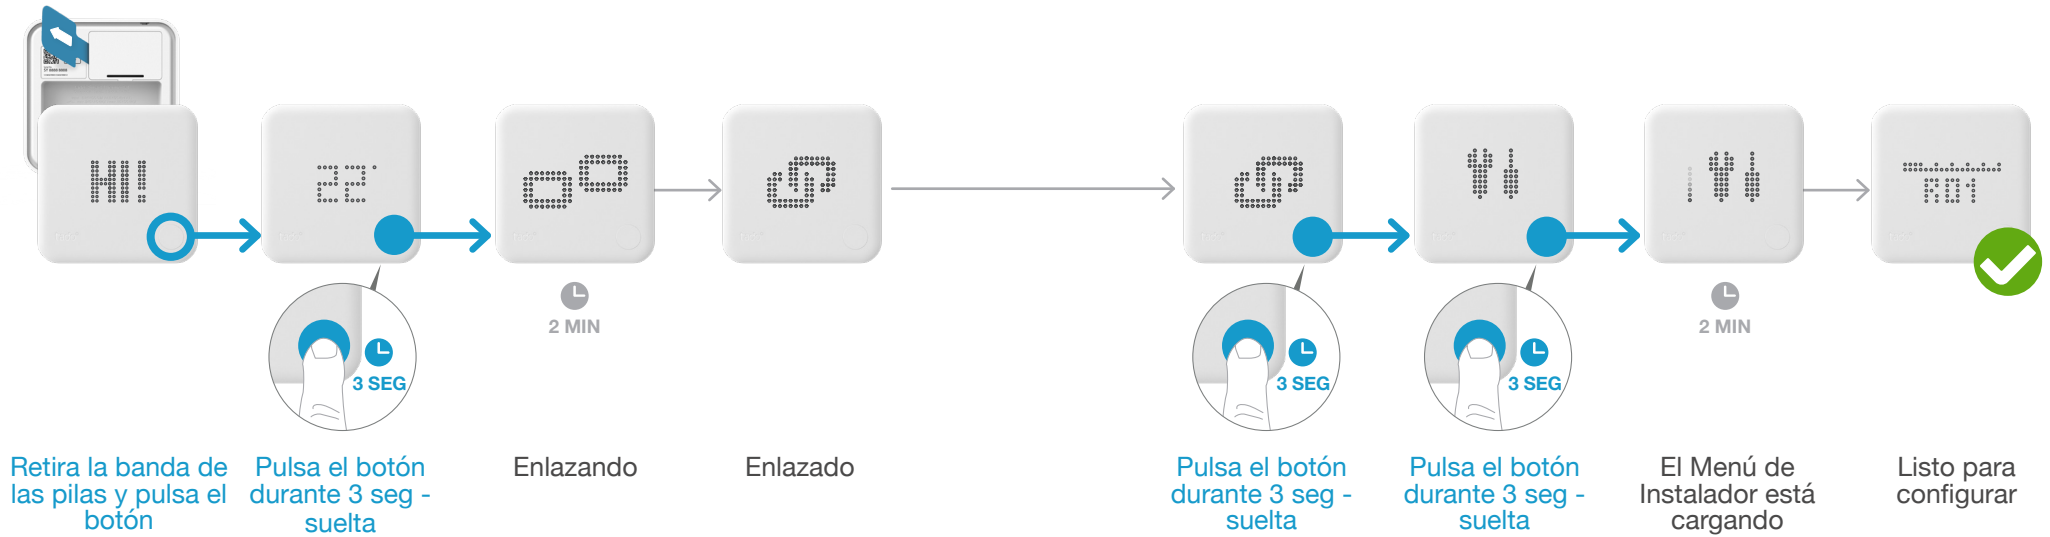 HI!
22°
R01
2 MIN
2 MIN
3 SEG
3 SEG
3 SEG
Retira la banda de
las pilas y pulsa el
botón
Pulsa el botón
durante 3 seg -
suelta
Enlazando
Enlazado
Pulsa el botón
durante 3 seg -
suelta
Pulsa el botón
durante 3 seg -
suelta
El Menú de
Instalador está
cargando
Listo para
configurar